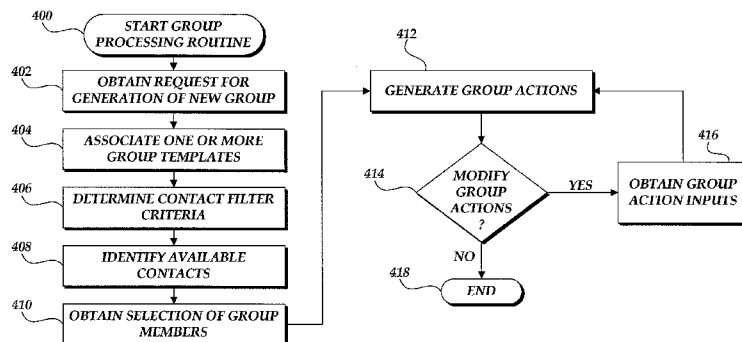 400
START GROUP
PROCESSING ROUTINE
402
OBTAIN REQUEST FOR
GENERATION OF NEW GROUP
404
ASSOCIATE ONE OR MORE
GROUP TEMPLATES
406
DETERMINE CONTACT FILTER
CRITERIA
408
IDENTIFY AVAILABLE
CONTACTS
410
OBTAIN SELECTION OF GROUP
MEMBERS
412
GENERATE GROUP ACTIONS
414
MODIFY
GROUP
ACTIONS
?
YES
416
OBTAIN GROUP
ACTION INPUTS
NO
418
END